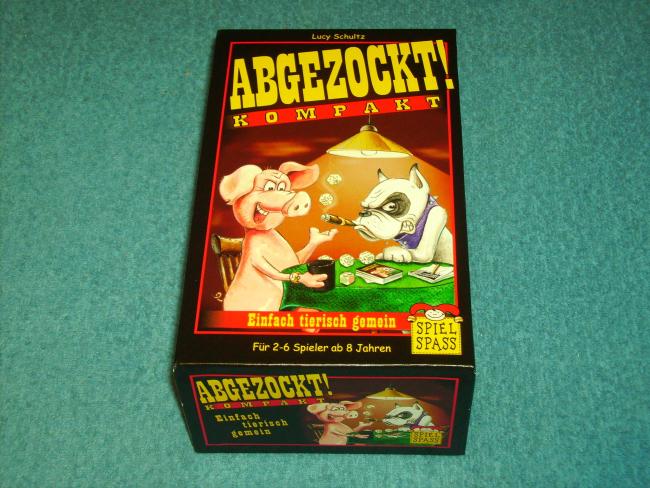 Lucy Schultz
ABGEZOCKT!
KOMPAKT
Einfach tierisch gemein
SPIEL
SPASS
Für 2-6 Spieler ab 8 Jahren
ABGEZOCKT!
KOMPAKT
Einfach
tierisch
gemein
SPIEL
SPASS